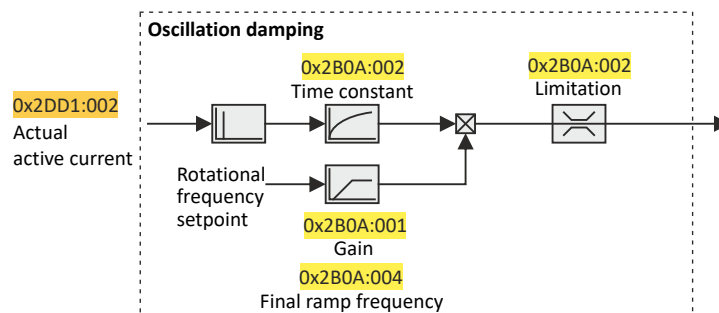 Oscillation damping
0x2B0A:002
Time constant
0x2B0A:002
Limitation
0x2DD1:002
Actual
active current
Rotational
frequency
setpoint
0x2B0A:001
Gain
0x2B0A:004
Final ramp frequency